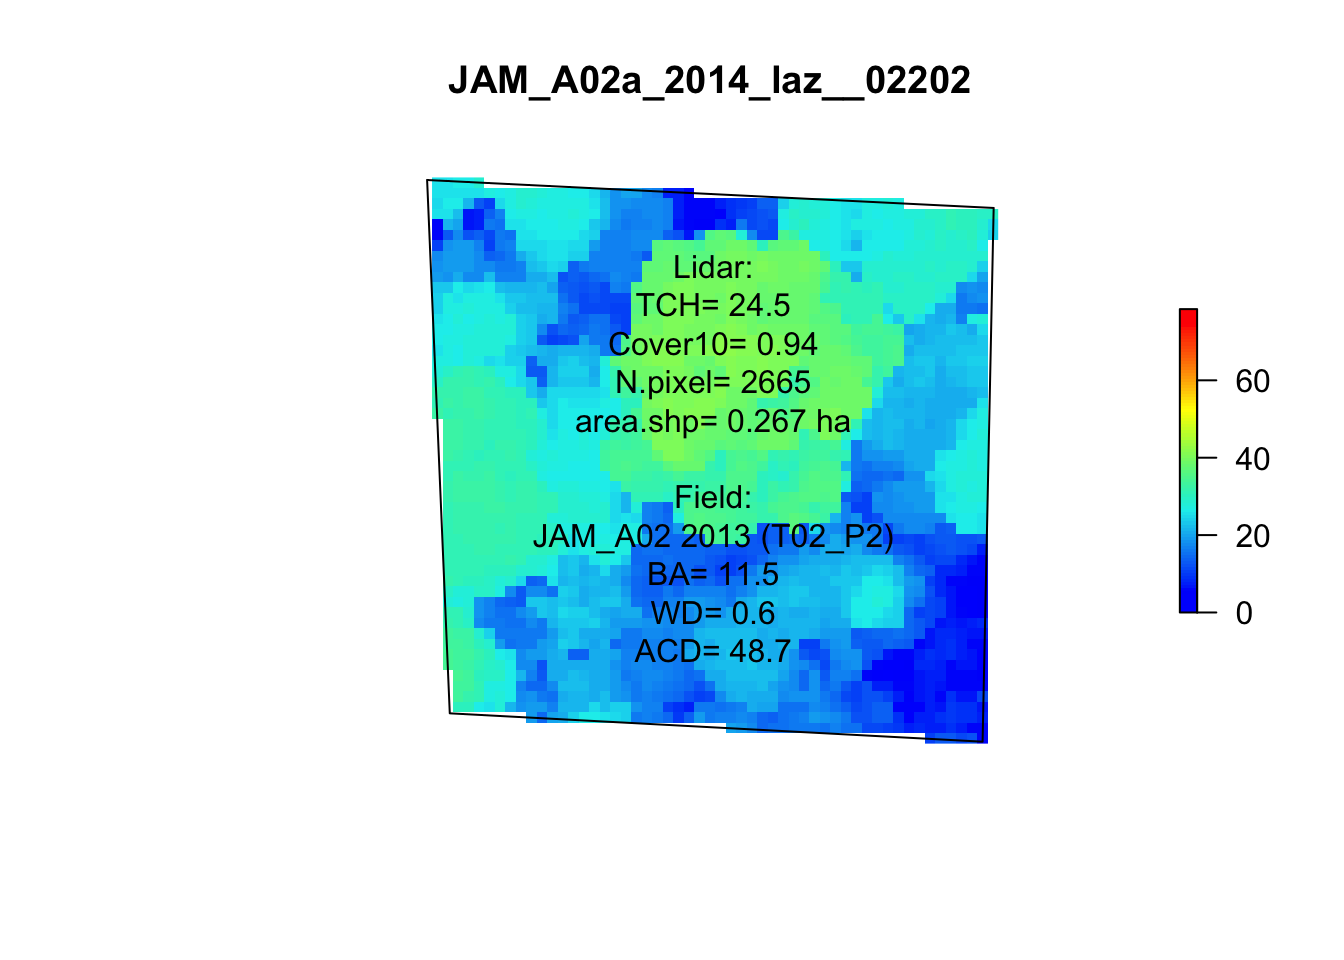 JAM_A02a_2014_laz__02202
Lidar:
TCH= 24.5
Cover10= 0.94
N.pixel= 2665
area.shp= 0.267 ha
Field:
JAM_A02 2013 (T02_P2)
BA= 11.5
WD= 0.6
ACD= 48.7
60
40
20
0